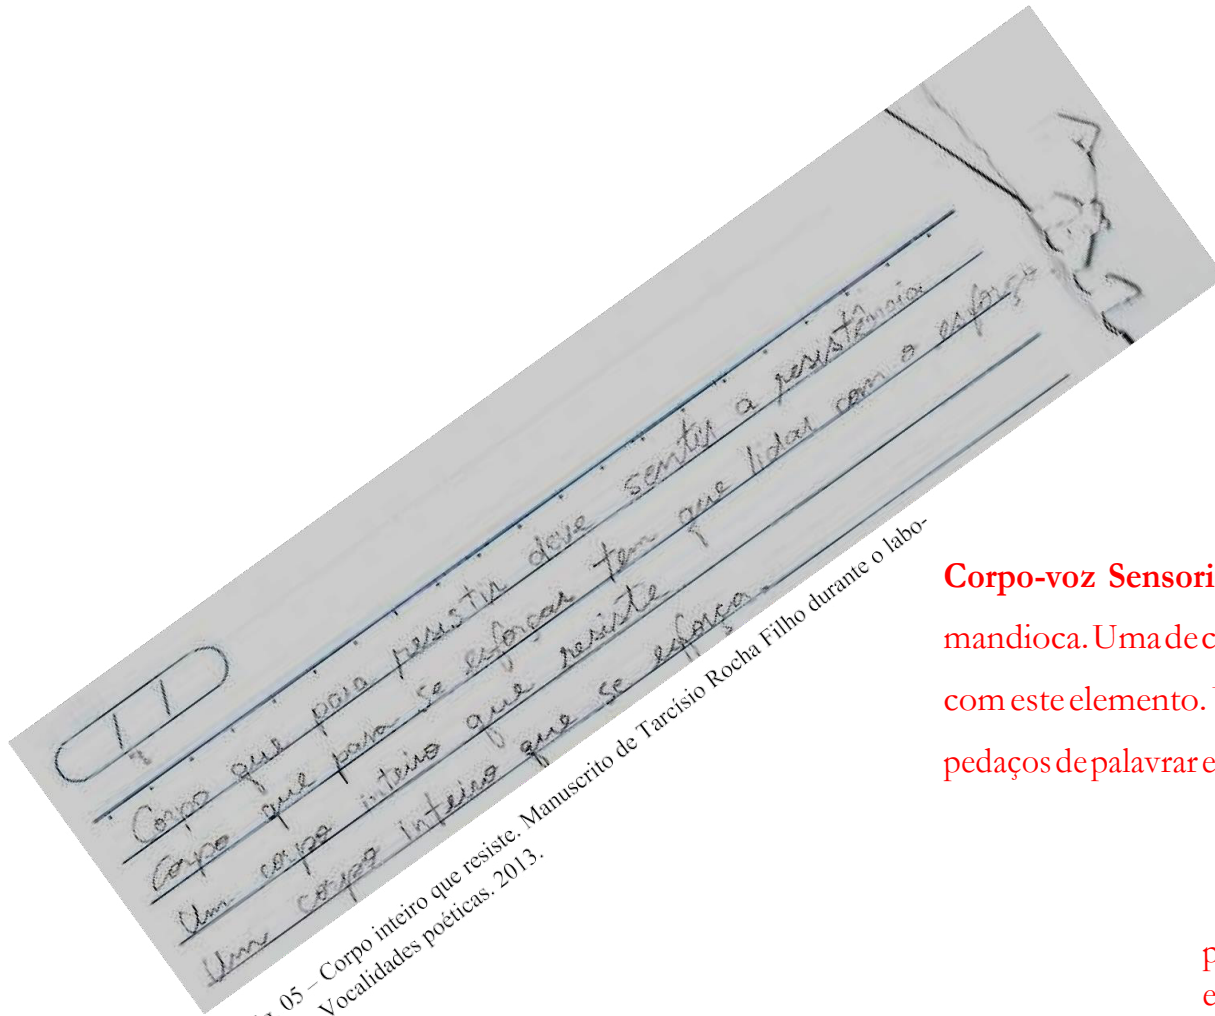 Corpo que para resistir deve sentir a resistência
Corpo que para se esforçar tem que lidar com o esforço
Um corpo inteiro que resiste
Um corpo inteiro que se esforça.
05 – Corpo inteiro que resiste. Manuscrito de Tarcísio Rocha Filho durante o labo-
Vocalidades poéticas. 2013.
Corpo-voz Sensori
mandioca. Uma de c
com este elemento.
pedaços de palavrar e
p
e